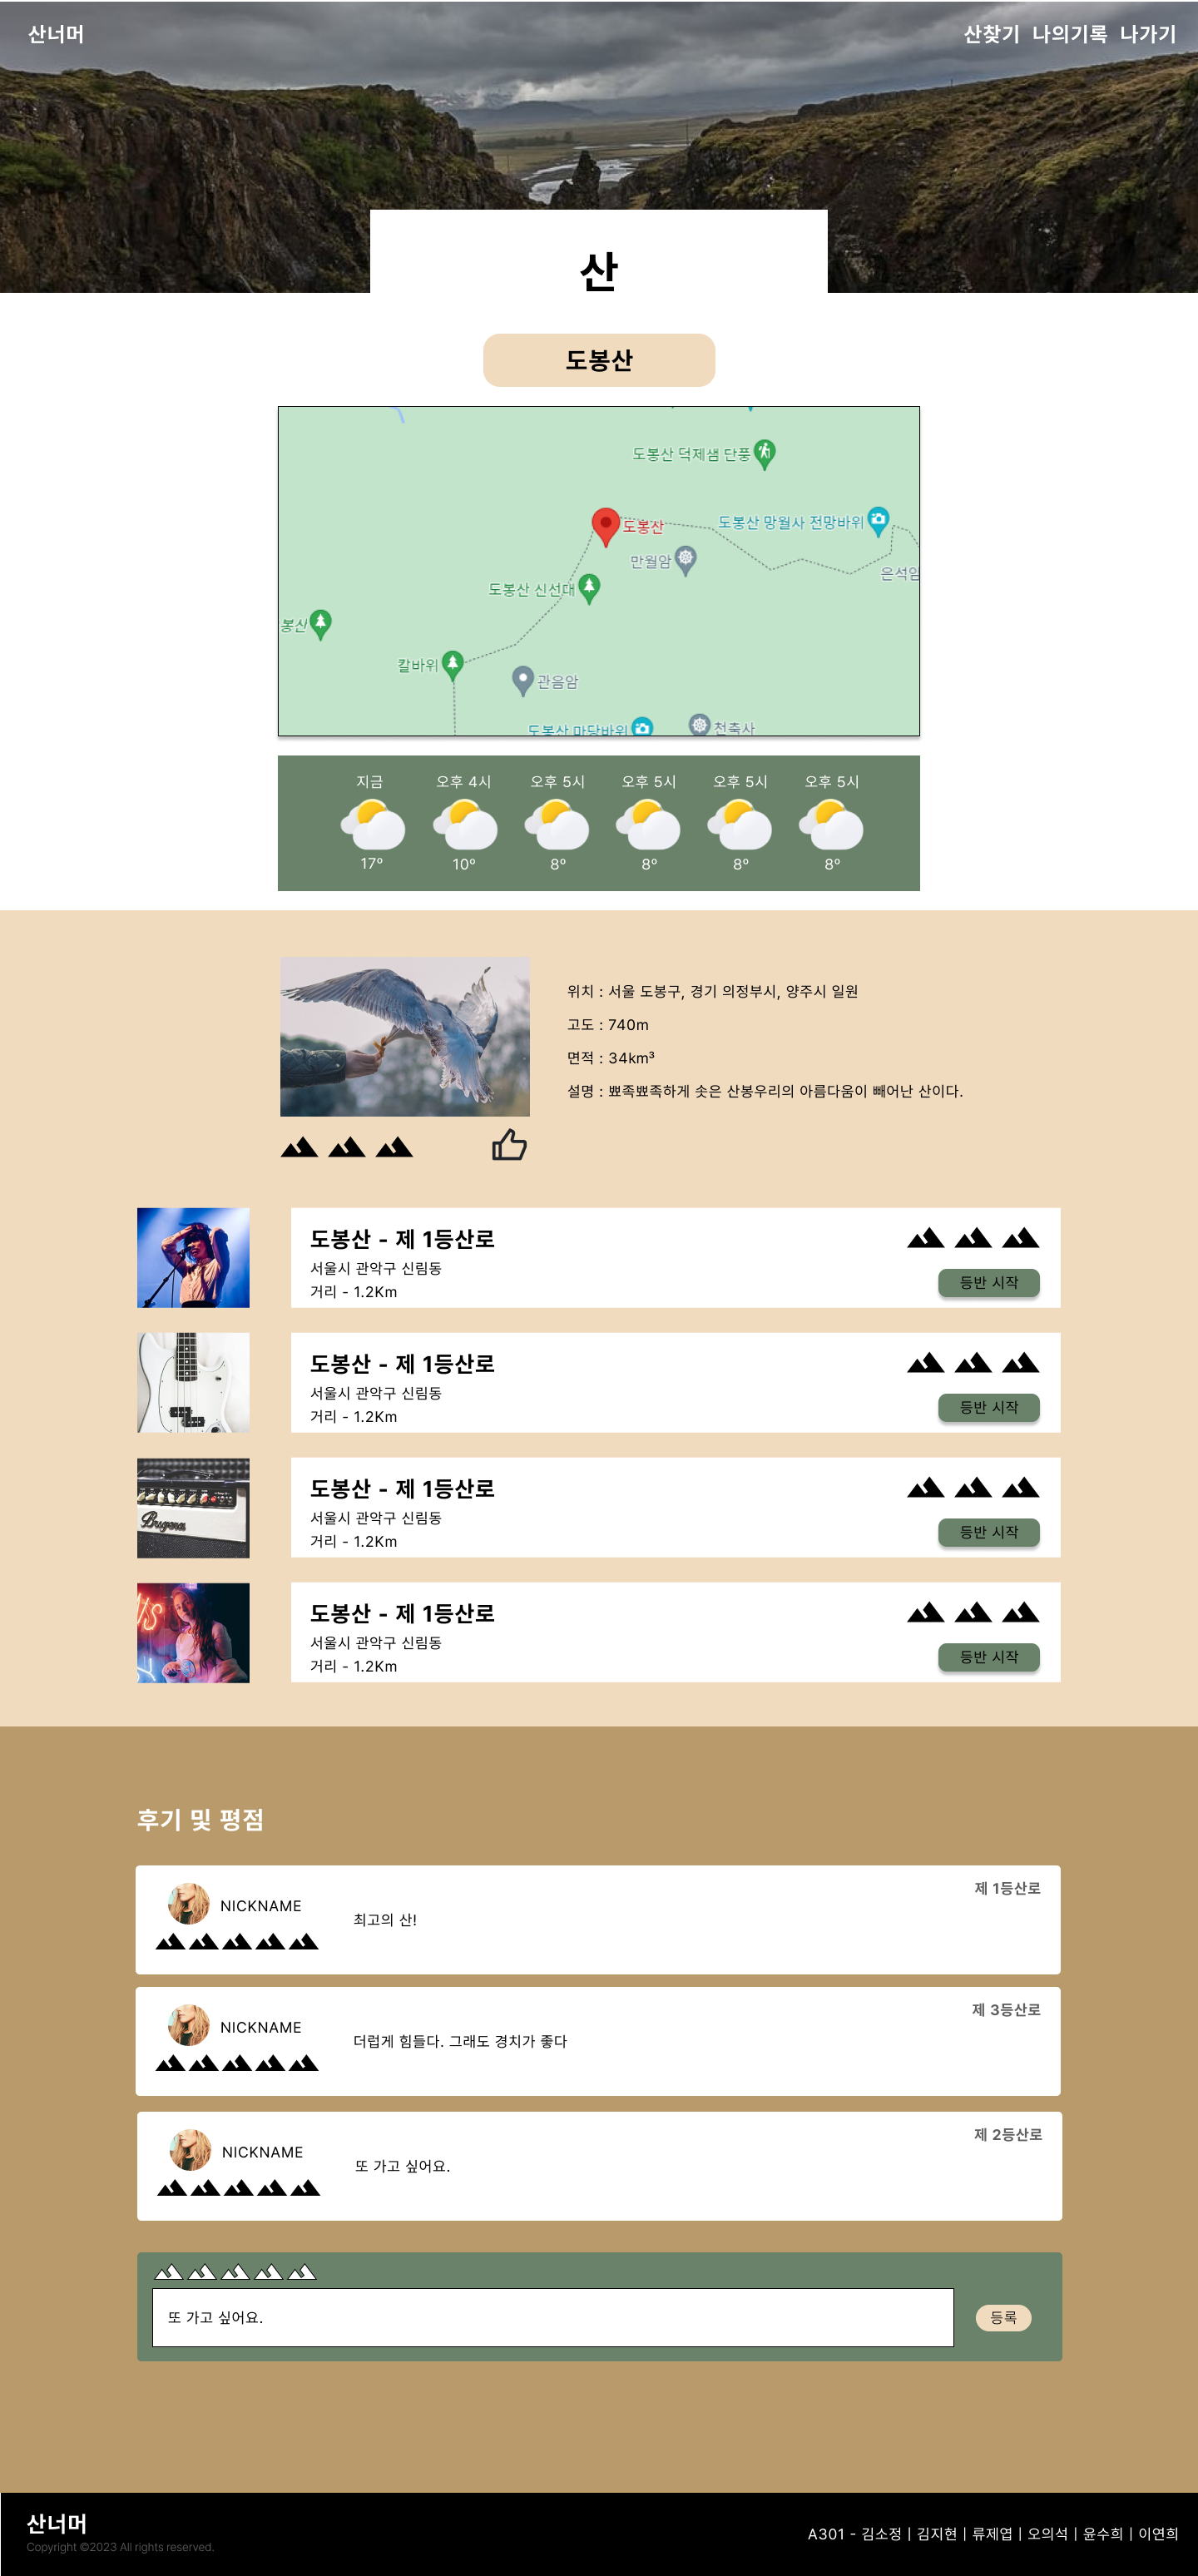 산너머
산찾기 나의기록 나가기
산
도봉산
도봉산 덕제샘 단풍
도봉산
도봉산 망월사 전망바위
만월암
은석암
도봉산 신선대
봉산
칼바위
관음암
도봉산 마당바위
천축사
지금 오후 4시 오후 5시 오후 5시 오후 5시 오후 5시
17° 10° 8° 8° 8° 8°
위치 : 서울 도봉구, 경기 의정부시, 양주시 일원
고도 : 740m
면적 : 34km³
설명 : 뾰족뾰족하게 솟은 산봉우리의 아름다움이 빼어난 산이다.
도봉산 - 제 1등산로
서울시 관악구 신림동
거리 - 1.2Km
등반 시작
도봉산 - 제 1등산로
서울시 관악구 신림동
거리 - 1.2Km
등반 시작
Bugera
도봉산 - 제 1등산로
서울시 관악구 신림동
거리 - 1.2Km
등반 시작
도봉산 - 제 1등산로
서울시 관악구 신림동
거리 - 1.2Km
등반 시작
후기 및 평점
제 1등산로
NICKNAME
최고의 산!
제 3등산로
NICKNAME
더럽게 힘들다. 그래도 경치가 좋다
제 2등산로
NICKNAME
또 가고 싶어요.
또 가고 싶어요.
등록
산너머
Copyright ©2023 All rights reserved.
A301 - 김소정 | 김지현 | 류제엽 | 오의석 | 윤수희 | 이연희